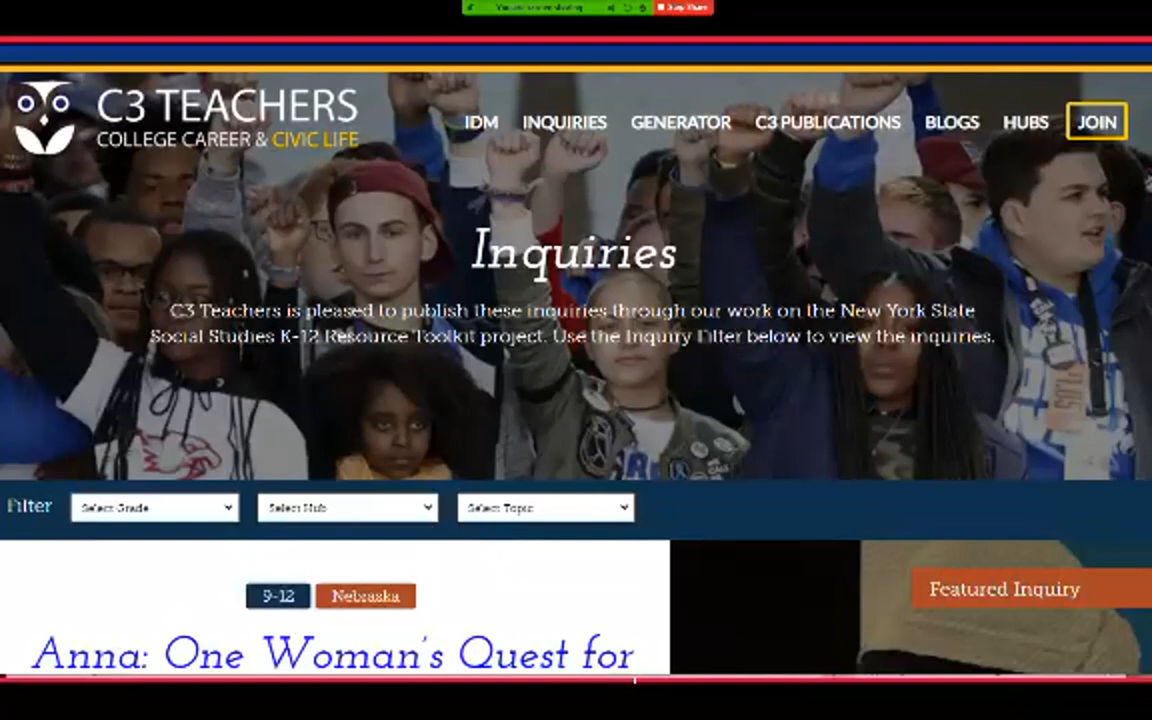 Stop Share
C3 TEACHERS
COLLEGE CAREER & CIVIC LIFE
IDM INQUIRIES GENERATOR C3 PUBLICATIONS BLOGS HUBS JOIN
Inquiries
C3 Teachers is pleased to publish these inquiries through our work on the New York State
Social Studies K-12 Resource Toolkit project. Use the Inquiry Filter below to view the inquiries.
Filter Select Grade Select Hub Select Topic
9-12 Nebraska
Featured Inquiry
Anna: One Woman's Quest for